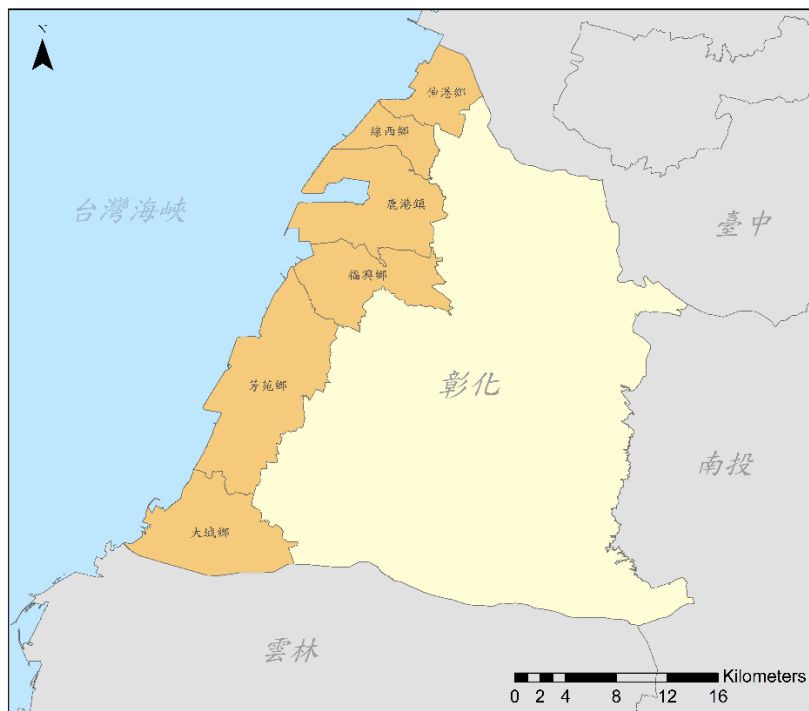 N
伸港鄉
線西鄉
鹿港鎮
台灣海峽
臺中
福興鄉
彰化
芳苑鄉
南投
大城鄉
雲林
Kilometers
0 2 4 8 12 16